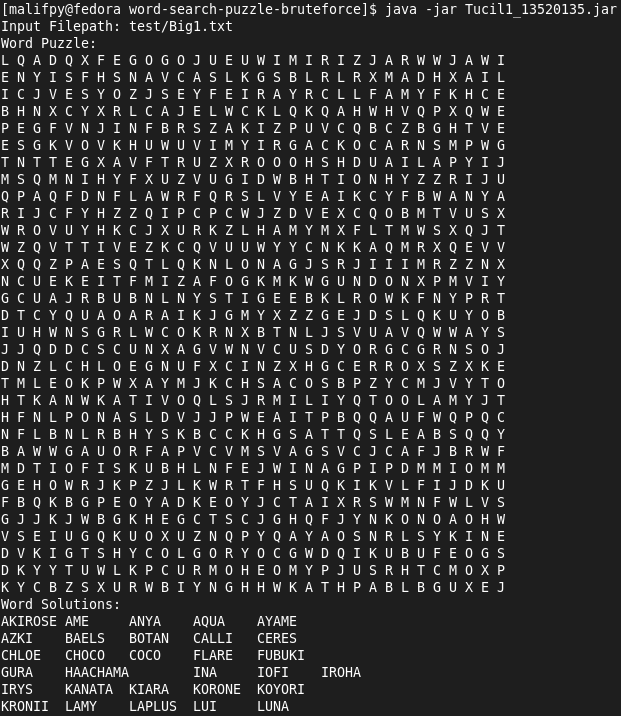 [malifpy@fedora word-search-puzzle-bruteforce]$ java -jar Tucil1_13520135.jar
Input Filepath: test/Big1.txt
Word Puzzle:
L Q A D Q X F E G O G O J U E U W I M I R I Z J A R W W J A W I
E N Y I S F H S N A V C A S L K G S B L R L R X M A D H X A I L
I C J V E S Y O Z J S E Y F E I R A Y R C L L F A M Y F K H C E
B H N X C Y X R L C A J E L W C K L Q K Q A H W H V Q P X Q W E
P E G F V N J I N F B R S Z A K I Z P U V C Q B C Z B G H T V E
E S G K V O V K H U W U V I M Y I R G A C K O C A R N S M P W G
T N T T E G X A V F T R U Z X R O O O H S H D U A I L A P Y I J
M S Q M N I H Y F X U Z V U G I D W B H T I O N H Y Z Z R I J U
Q P A Q F D N F L A W R F Q R S L V Y E A I K C Y F B W A N Y A
R I J C F Y H Z Z Q I P C P C W J Z D V E X C Q O B M T V U S X
W R O V U Y H K C J X U R K Z L H A M Y M X F L T M W S X Q J T
W Z Q V T T I V E Z K C Q V U U W Y Y C N K K A Q M R X Q E V V
X Q Q Z P A E S Q T L Q K N L O N A G J S R J I I I M R Z Z N X
N C U E K E I T F M I Z A F O G K M K W G U N D O N X P M V I Y
G C U A J R B U B N L N Y S T I G E E B K L R O W K F N Y P R T
D T C Y Q U A O A R A I K J G M Y X Z Z G E J D S L Q K U Y O B
I U H W N S G R L W C O K R N X B T N L J S V U A V Q W W A Y S
J J Q D D C S C U N X A G V W N V C U S D Y O R G C G R N S O J
D N Z L C H L O E G N U F X C I N Z X H G C E R R O X S Z X K E
T M L E O K P W X A Y M J K C H S A C O S B P Z Y C M J V Y T O
H T K A N W K A T I V O Q L S J R M I L I Y Q T O O L A M Y J T
H F N L P O N A S L D V J J P W E A I T P B Q Q A U F W Q P Q C
N F L B N L R B H Y S K B C C K H G S A T T Q S L E A B S Q Q Y
B A W W G A U O R F A P V C V M S V A G S V C J C A F J B R W F
M D T I O F I S K U B H L N F E J W I N A G P I P D M M I O M M
G E H O W R J K P Z J L K W R T F H S U Q K I K V L F I J D K U
F B Q K B G P E O Y A D K E O Y J C T A I X R S W M N F W L V S
G J J K J W B G K H E G C T S C J G H Q F J Y N K O N O A O H W
V S E I U G Q K U O X U Z N Q P Y Q A Y A O S N R L S Y K I N E
D V K I G T S H Y C O L G O R Y O C G W D Q I K U B U F E O G S
D K Y Y T U W L K P C U R M O H E O M Y P J U S R H T C M O X P
K Y C B Z S X U R W B I Y N G H H W K A T H P A B L B G U X E J
Word Solutions:
AKIROSE AME ANYA AQUA AYAME
AZKI BAELS BOTAN CALLI CERES
CHLOE CHOCO COCO FLARE FUBUKI
GURA HAACHAMA INA IOFI IROHA
IRYS KANATA KIARA KORONE KOYORI
KRONII LAMY LAPLUS LUI LUNA